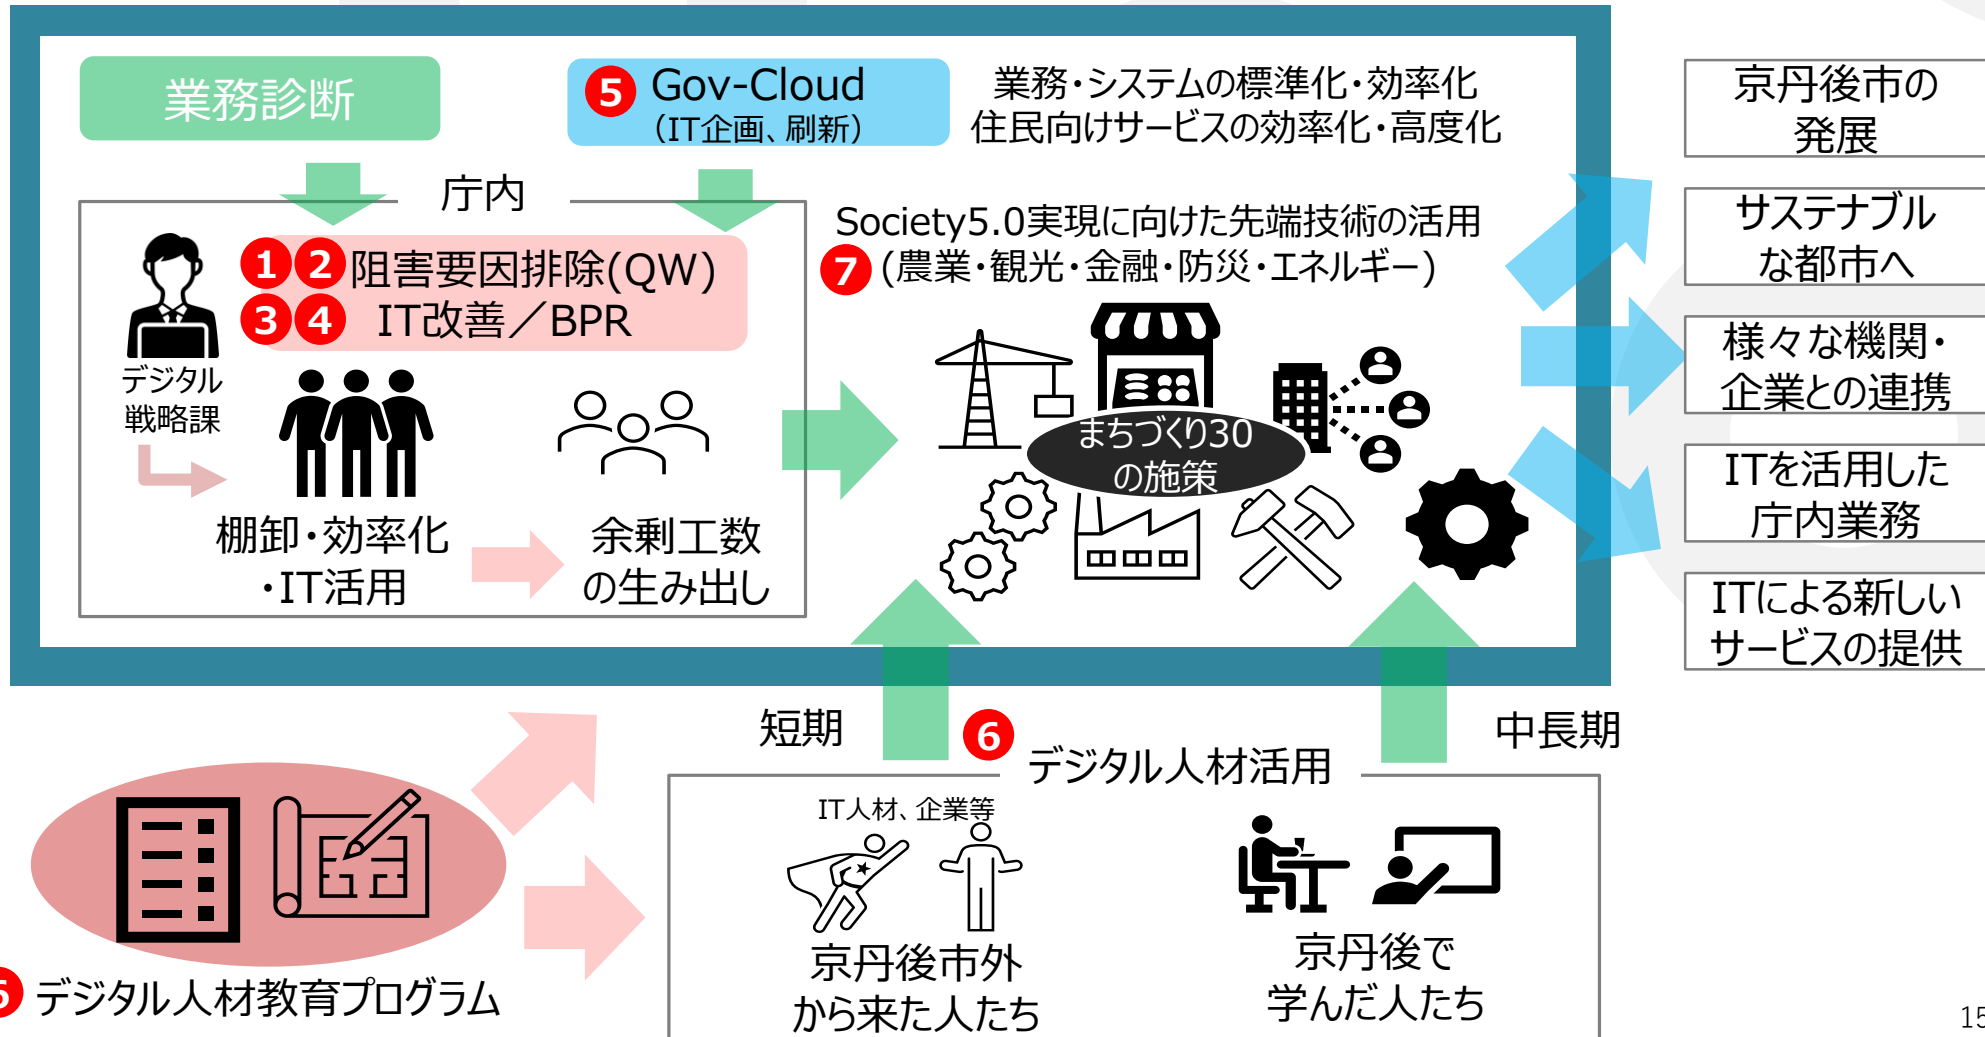 業務診断
5 Gov-Cloud
（IT企画、刷新）
業務・システムの標準化・効率化
住民向けサービスの効率化・高度化
庁内
1 2 阻害要因排除(QW)
3 4 IT改善／BPR
デジタル
戦略課
棚卸・効率化
・IT活用
余剰工数
の生み出し
Society5.0実現に向けた先端技術の活用
7 (農業・観光・金融・防災・エネルギー)
まちづくり30
の施策
京丹後市の
発展
サステナブル
な都市へ
様々な機関・
企業との連携
ITを活用した
庁内業務
ITによる新しい
サービスの提供
短期
6
デジタル人材活用
中長期
IT人材、企業等
京丹後市外
から来た人たち
京丹後で
学んだ人たち
6 デジタル人材教育プログラム
15